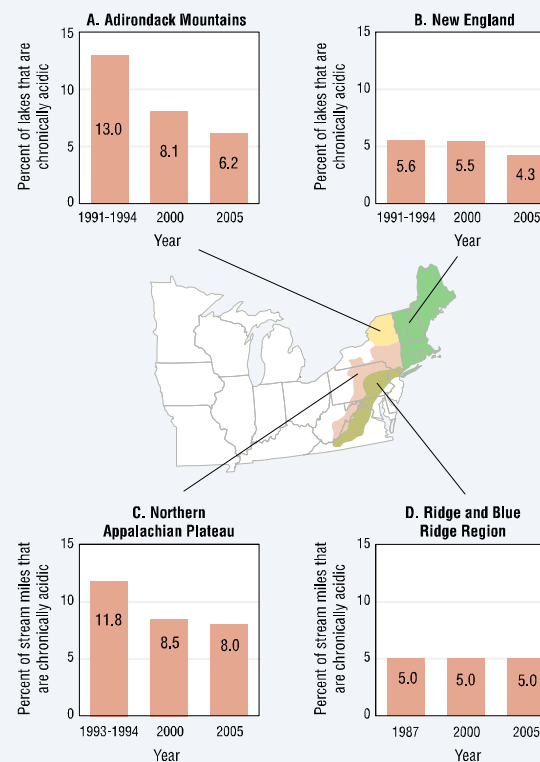 A. Adirondack Mountains
Percent of lakes that are
chronically acidic
15
10
5
0
13.0
8.1
6.2
1991-1994 2000 2005
Year
B. New England
Percent of lakes that are
chronically acidic
15
10
5
0
5.6
5.5
4.3
1991-1994 2000 2005
Year
C. Northern
Appalachian Plateau
Percent of stream miles that
are chronically acidic
15
10
5
0
11.8
8.5
8.0
1993-1994 2000 2005
Year
D. Ridge and Blue
Ridge Region
Percent of stream miles that
are chronically acidic
15
10
5
0
5.0
5.0
5.0
1987 2000 2005
Year